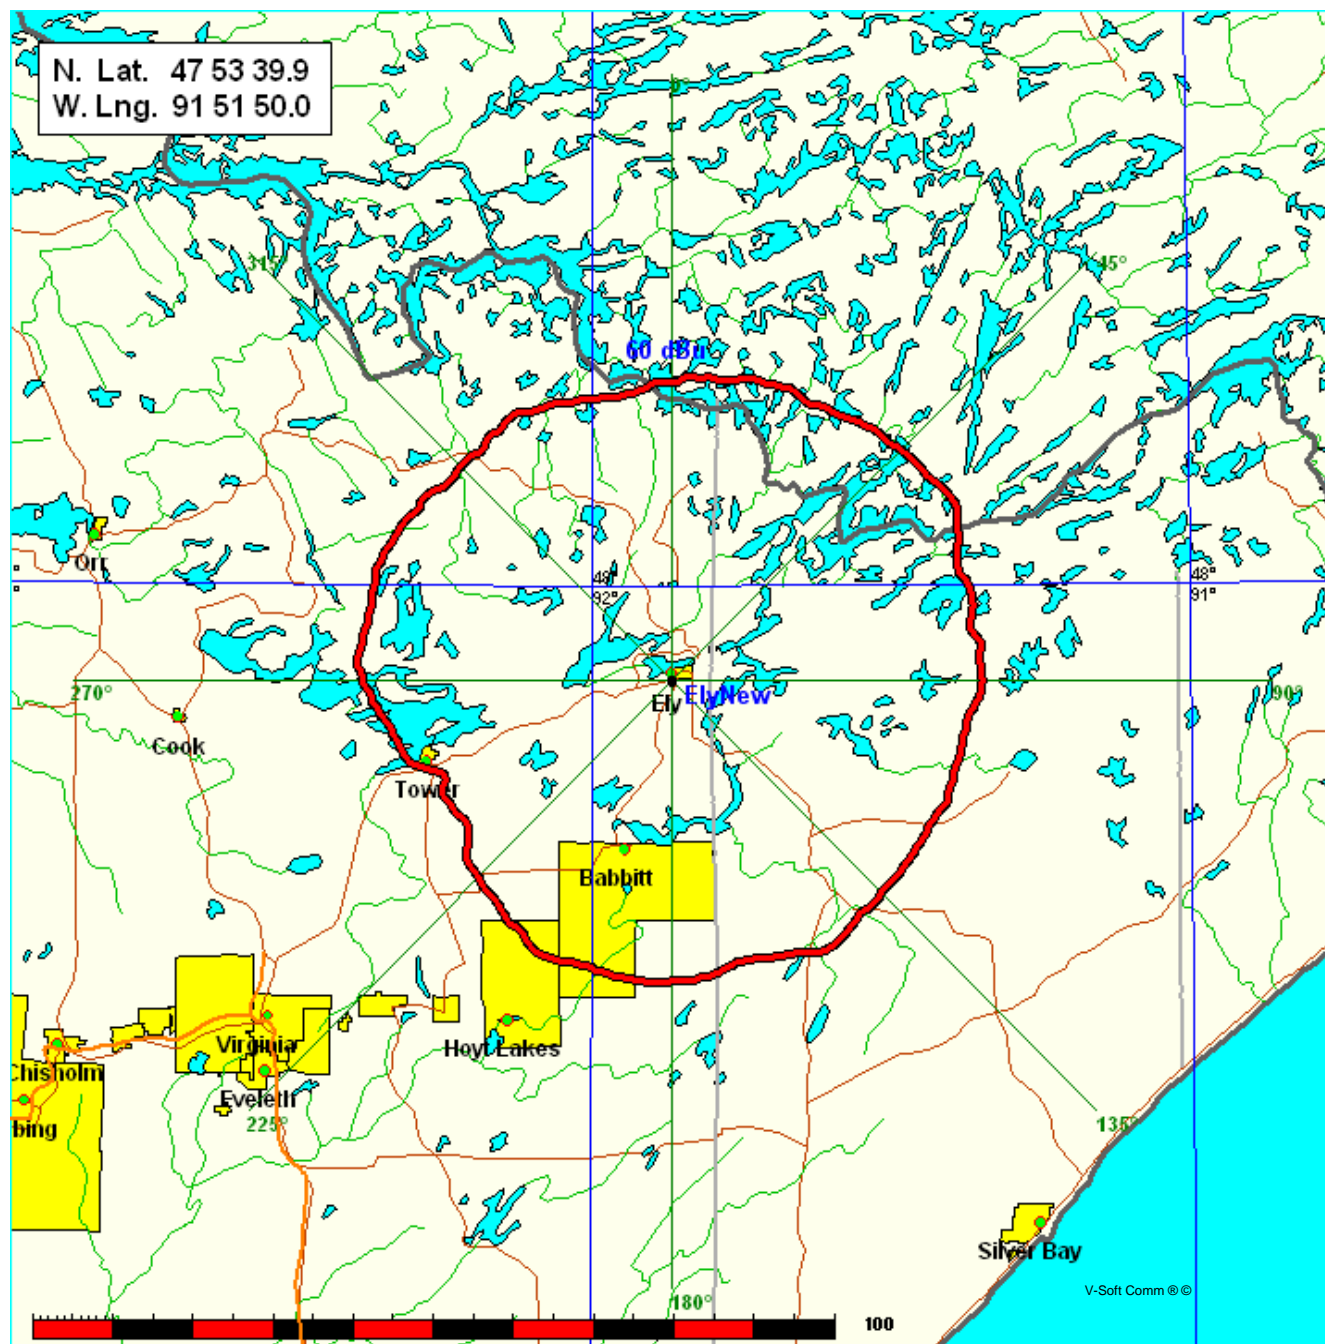 N. Lat. 47 53 39.9
W. Lng. 91 51 50.0
0
315°
45°
60 dBu
Orr
48°
92°
48°
91°
270°
90°
Ely
ElyNew
Cook
Tower
Babbitt
Virginia
Hoyt Lakes
Chisholm
Eveleth
bing
225°
135°
Silver Bay
V-Soft Comm ® ©
180°
100